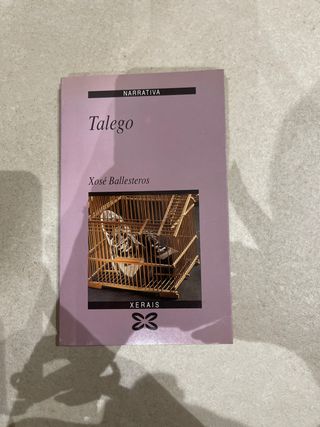 NARRATIVA
Talego
Xosé Ballesteros
XERAIS